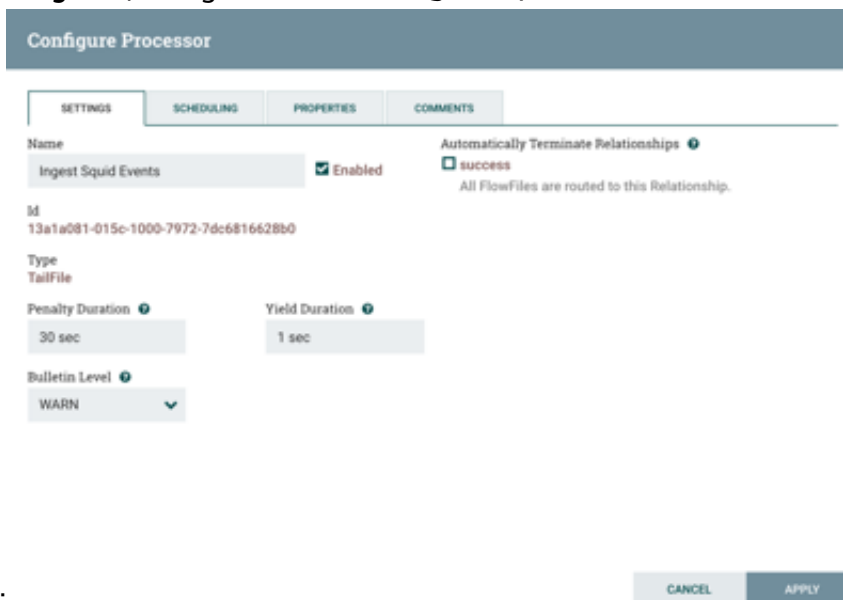 Configure Processor
SETTINGS SCHEDULING PROPERTIES COMMENTS
Name
Ingest Squid Events
Enabled
Id
13a1a081-015c-1000-7972-7dc6816628b0
Type
TailFile
Penalty Duration Yield Duration
30 sec 1 sec
Bulletin Level
WARN
Automatically Terminate Relationships
success
All FlowFiles are routed to this Relationship.
.
CANCEL APPLY